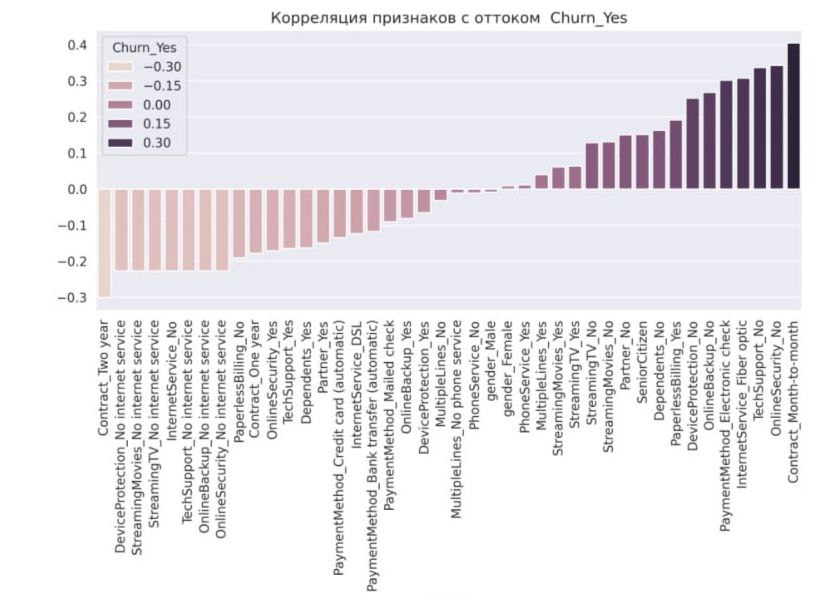 Корреляция признаков с оттоком  Churn_Yes
Churn_Yes
−0.30
−0.15
0.00
0.15
0.30
0.4
0.3
0.2
0.1
0.0
−0.1
−0.2
−0.3
Contract_Two year
DeviceProtection_No internet service
StreamingMovies_No internet service
StreamingTV_No internet service
InternetService_No
TechSupport_No internet service
OnlineBackup_No internet service
OnlineSecurity_No internet service
PaperlessBilling_No
Contract_One year
OnlineSecurity_Yes
TechSupport_Yes
Dependents_Yes
Partner_Yes
PaymentMethod_Credit card (automatic)
InternetService_DSL
PaymentMethod_Bank transfer (automatic)
PaymentMethod_Mailed check
OnlineBackup_Yes
DeviceProtection_Yes
MultipleLines_No
MultipleLines_No phone service
PhoneService_No
gender_Male
gender_Female
PhoneService_Yes
MultipleLines_Yes
StreamingMovies_Yes
StreamingTV_Yes
StreamingTV_No
StreamingMovies_No
Partner_No
SeniorCitizen
Dependents_No
PaperlessBilling_Yes
DeviceProtection_No
OnlineBackup_No
PaymentMethod_Electronic check
InternetService_Fiber optic
TechSupport_No
OnlineSecurity_No
Contract_Month-to-month